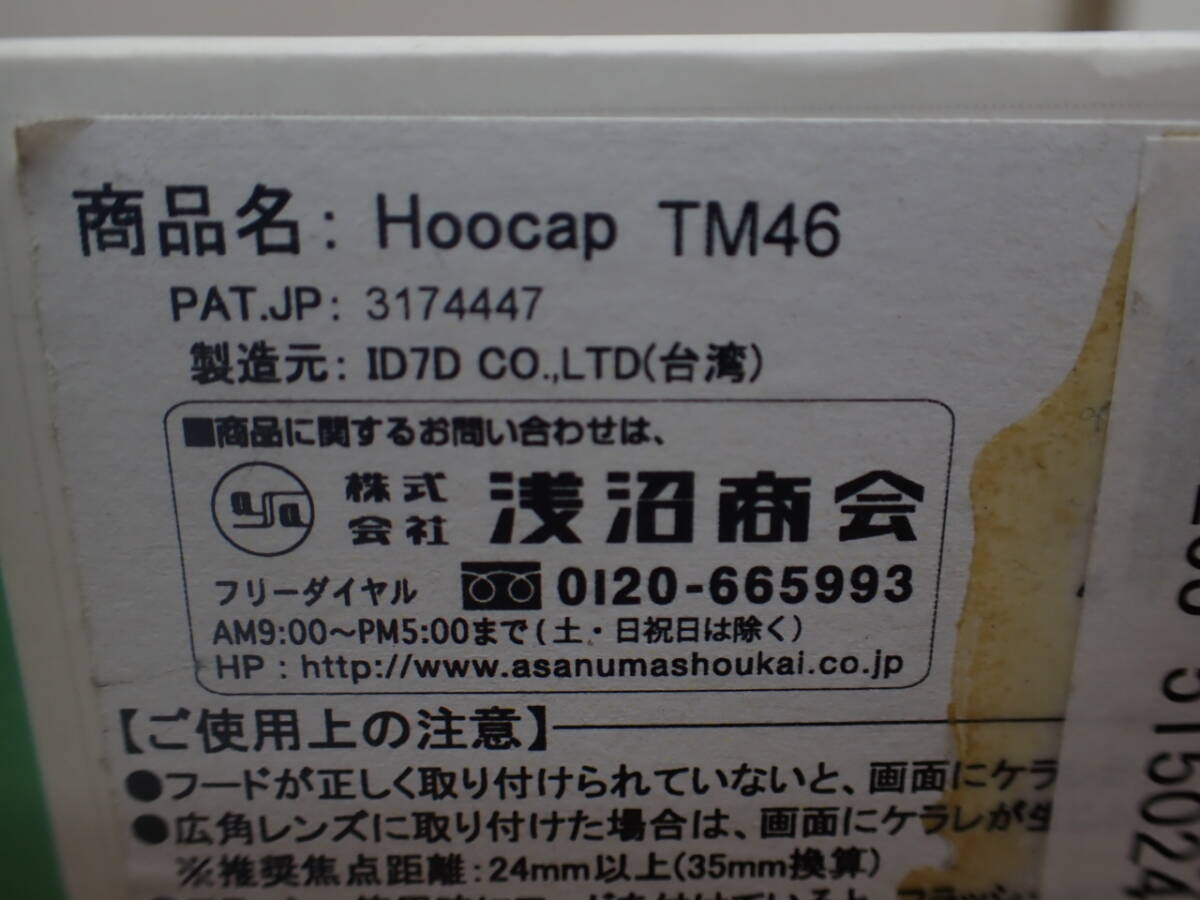 商品名: Hoocap TM46
PAT.JP: 3174447
製造元: ID7D CO.,LTD(台湾)
■商品に関するお問い合わせは、
asa 株式会社 浅沼商会
フリーダイヤル 0120-665993
AM9:00～PM5:00まで(土・日祝日は除く)
HP : http://www.asanumashoukai.co.jp
【ご使用上の注意】
●フードが正しく取り付けられていないと、画面にケラ
●広角レンズに取り付けた場合は、画面にケラレが生
※推奨焦点距離:24mm以上(35mm換算)
515024